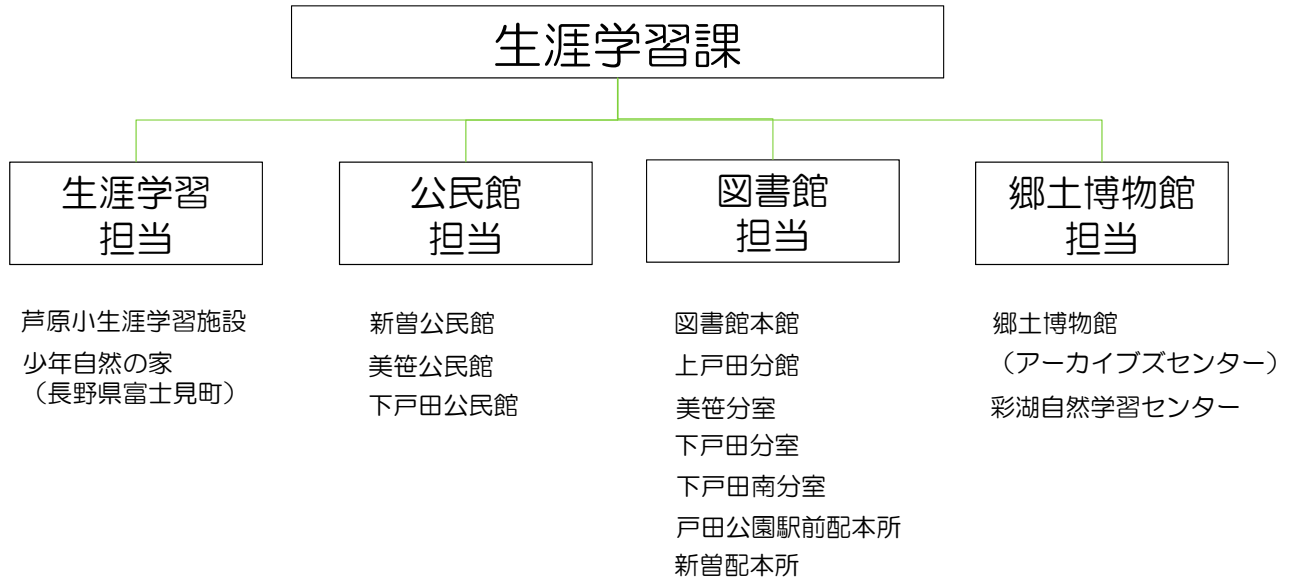 生涯学習課
生涯学習
担当
芦原小生涯学習施設
少年自然の家
（長野県富士見町）
公民館
担当
新曽公民館
美笹公民館
下戸田公民館
図書館
担当
図書館本館
上戸田分館
美笹分室
下戸田分室
下戸田南分室
戸田公園駅前配本所
新曽配本所
郷土博物館
担当
郷土博物館
（アーカイブズセンター）
彩湖自然学習センター